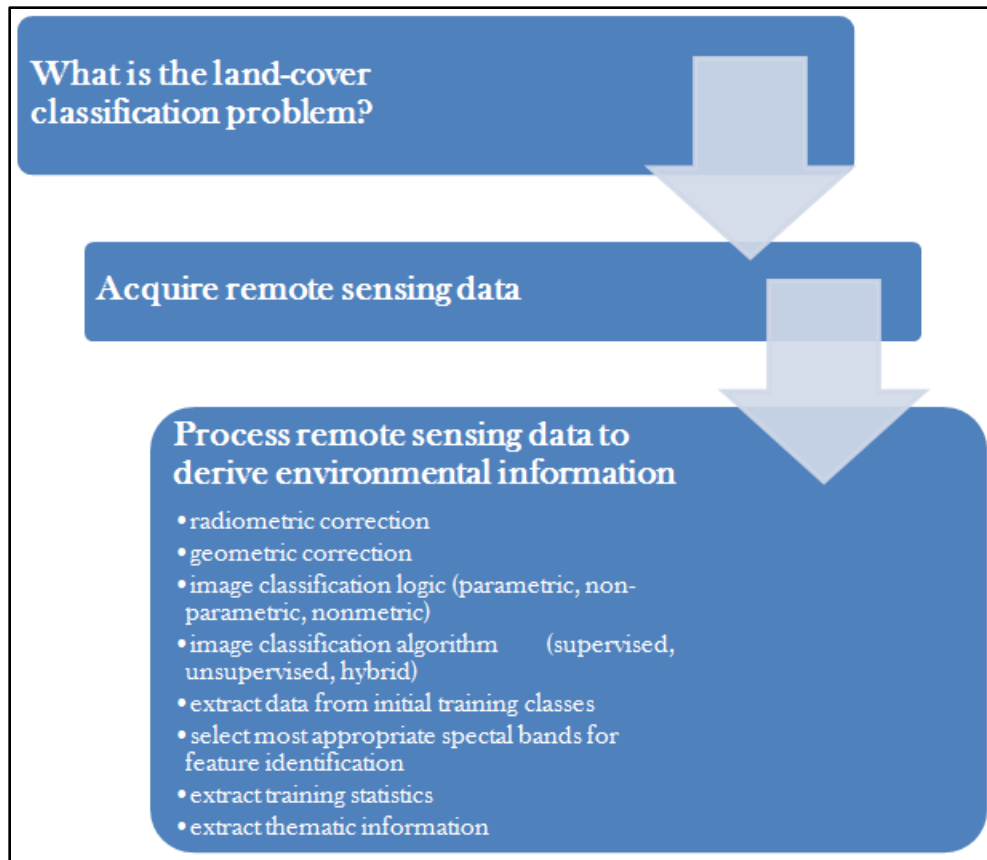 What is the land-cover
classification problem?
Acquire remote sensing data
Process remote sensing data to
derive environmental information
•radiometric correction
•geometric correction
•image classification logic (parametric, non-
parametric, nonmetric)
•image classification algorithm (supervised,
unsupervised, hybrid)
•extract data from initial training classes
•select most appropriate spectal bands for
feature identification
•extract training statistics
•extract thematic information